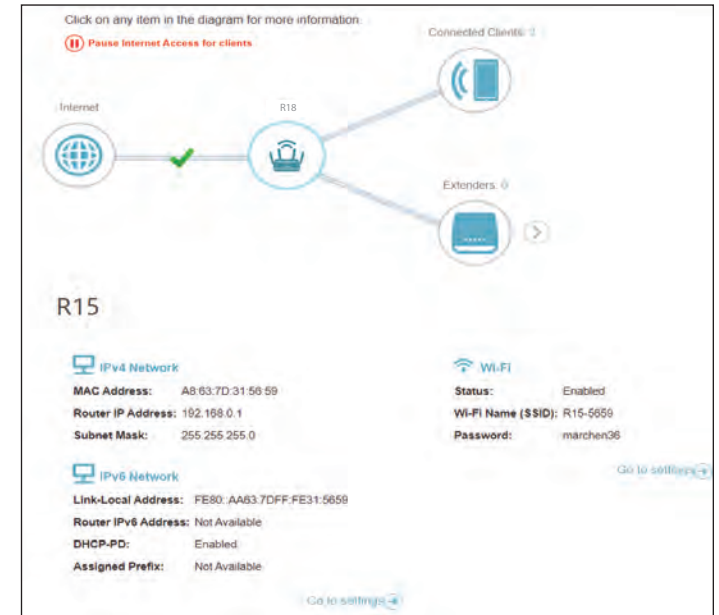 Click on any item in the diagram for more information.
Pause Internet Access for clients
Connected Clients: 2
Internet
R18
Extenders: 0
R15
IPv4 Network
MAC Address: A8:63:7D:31:56:59
Router IP Address: 192.168.0.1
Subnet Mask: 255.255.255.0
Wi-Fi
Status: Enabled
Wi-Fi Name (SSID): R15-5659
Password: marchen36
Go to settings
IPv6 Network
Link-Local Address: FE80::AA63:7DFF:FE31:5659
Router IPv6 Address: Not Available
DHCP-PD: Enabled
Assigned Prefix: Not Available
Go to settings